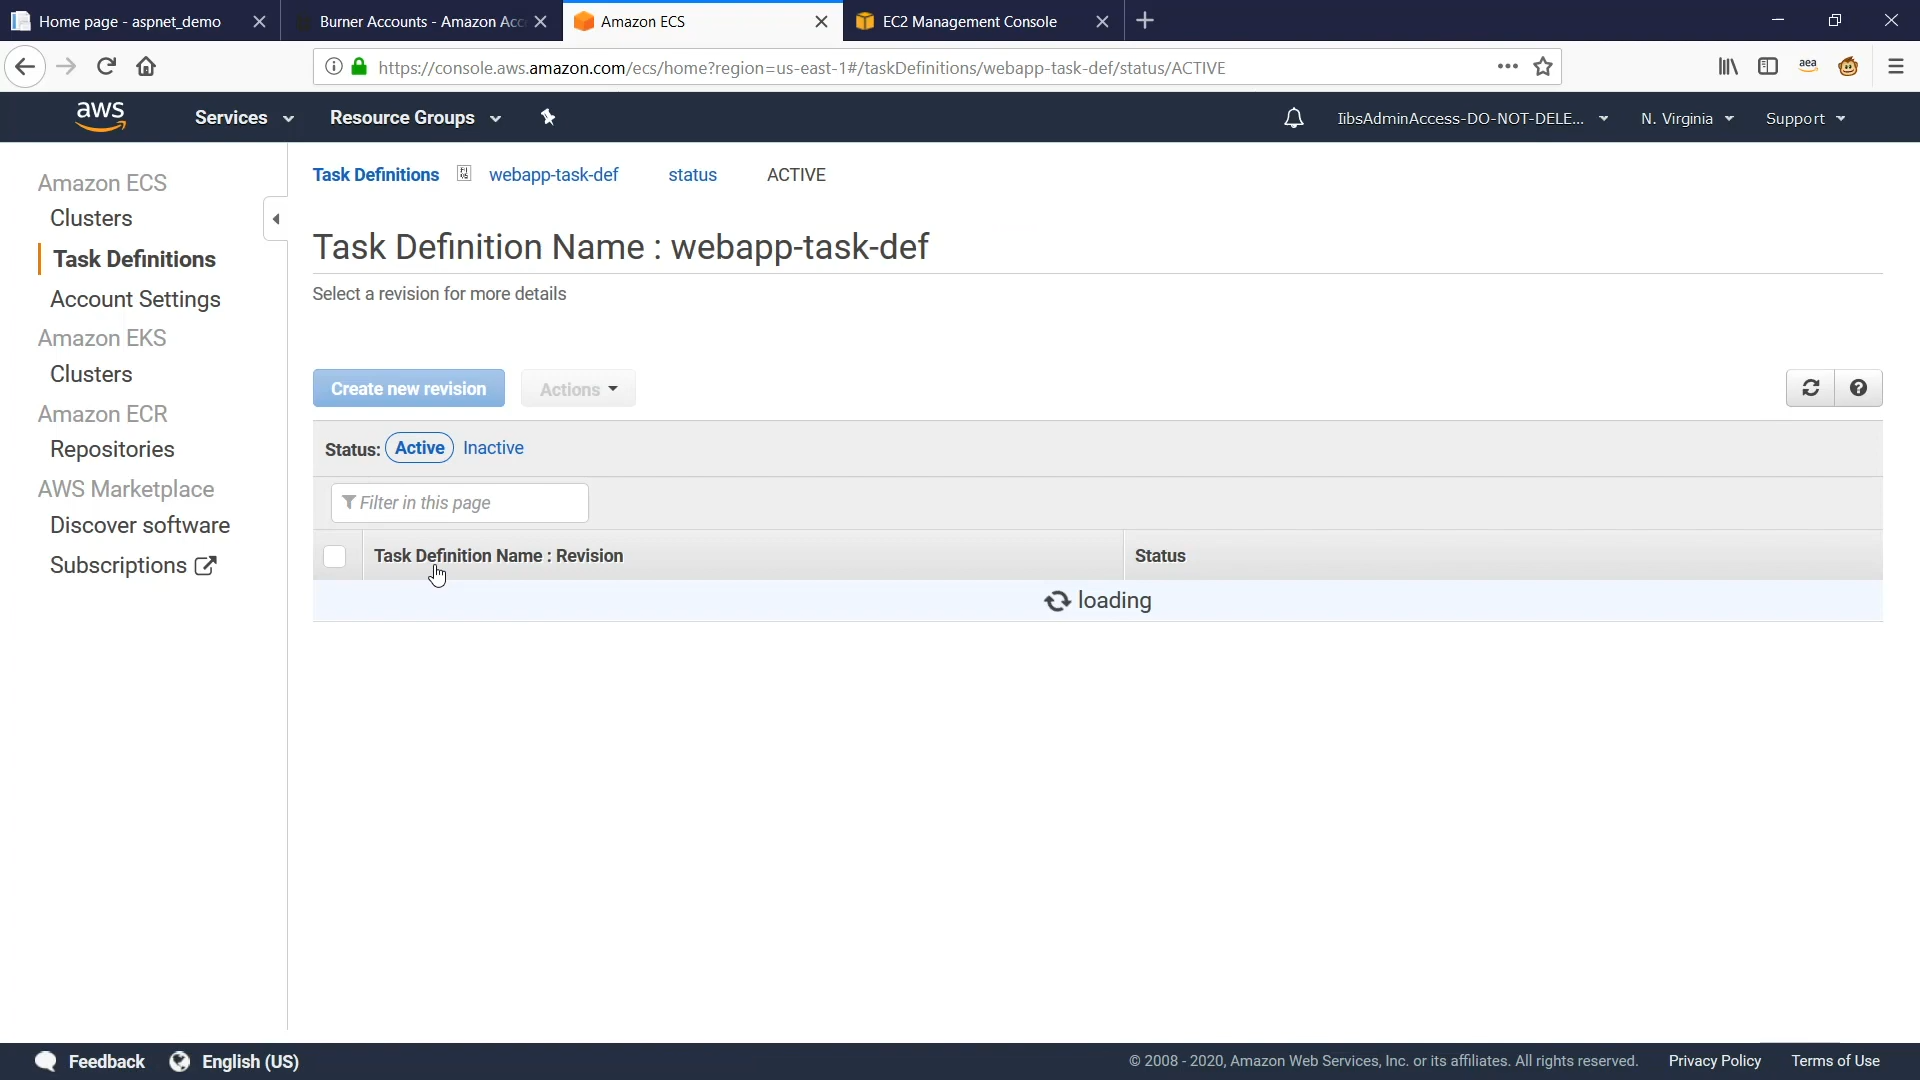 Home page - aspnet_demo
Burner Accounts - Amazon Acc
Amazon ECS
EC2 Management Console
https://console.aws.amazon.com/ecs/home?region=us-east-1#/taskDefinitions/webapp-task-def/status/ACTIVE
aea
aws
Services
Resource Groups
IibsAdminAccess-DO-NOT-DELE...
N. Virginia
Support
Amazon ECS
Clusters
Task Definitions
Account Settings
Amazon EKS
Clusters
Amazon ECR
Repositories
AWS Marketplace
Discover software
Subscriptions
Task Definitions webapp-task-def status ACTIVE
Task Definition Name : webapp-task-def
Select a revision for more details
Create new revision
Actions
Status: Active Inactive
Filter in this page
Task Definition Name : Revision
Status
loading
Feedback
English (US)
© 2008 - 2020, Amazon Web Services, Inc. or its affiliates. All rights reserved.
Privacy Policy
Terms of Use